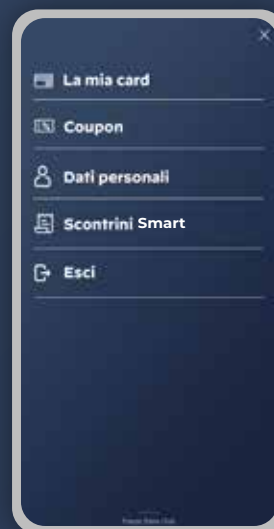 La mia card
Coupon
Dati personali
Scontrini Smart
Esci